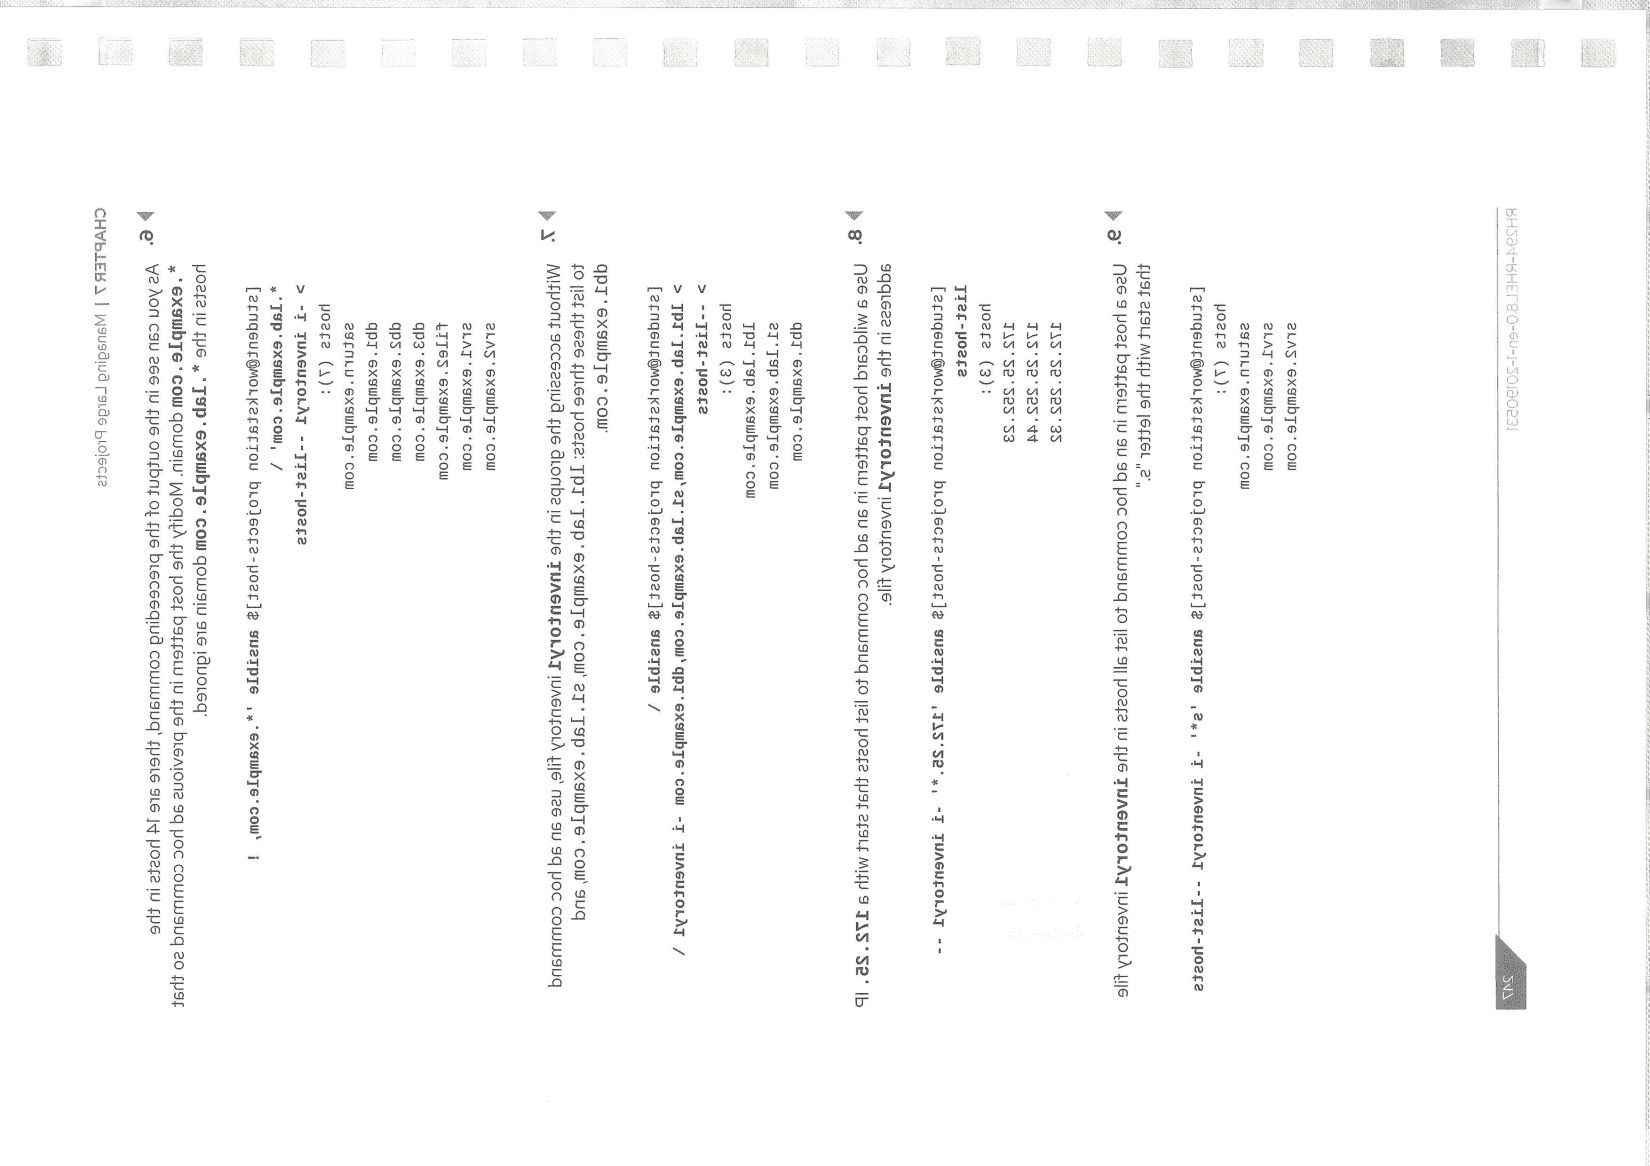 CHAPTER 7 | Managing Large Projects
6. As you can see in the output of the preceeding command, there are 14 hosts in the
*.example.com domain. Modify the host pattern in the previous ad hoc command so that
hosts in the *.lab.example.com domain are ignored.
[student@workstation projects-host]$ ansible '*.example.com, !
*.lab.example.com' \
> -i inventory1 --list-hosts
hosts (7):
saturn.example.com
db1.example.com
db2.example.com
db3.example.com
file2.example.com
srv1.example.com
srv2.example.com
7. Without accessing the groups in the inventory1 inventory file, use an ad hoc command
to list these three hosts: lb1.lab.example.com, s1.lab.example.com, and
db1.example.com.
[student@workstation projects-host]$ ansible \
> lb1.lab.example.com,s1.lab.example.com,db1.example.com -i inventory1 \
> --list-hosts
hosts (3):
lb1.lab.example.com
s1.lab.example.com
db1.example.com
8. Use a wildcard host pattern in an ad hoc command to list hosts that start with a 172.25. IP
address in the inventory1 inventory file.
[student@workstation projects-host]$ ansible '172.25.*' -i inventory1 --
list-hosts
hosts (3):
172.25.252.23
172.25.252.44
172.25.252.32
9. Use a host pattern in an ad hoc command to list all hosts in the inventory1 inventory file
that start with the letter "s."
[student@workstation projects-host]$ ansible 's*' -i inventory1 --list-hosts
hosts (7):
saturn.example.com
srv1.example.com
srv2.example.com
RH294-RHEL8.0-en-1-20190531
247